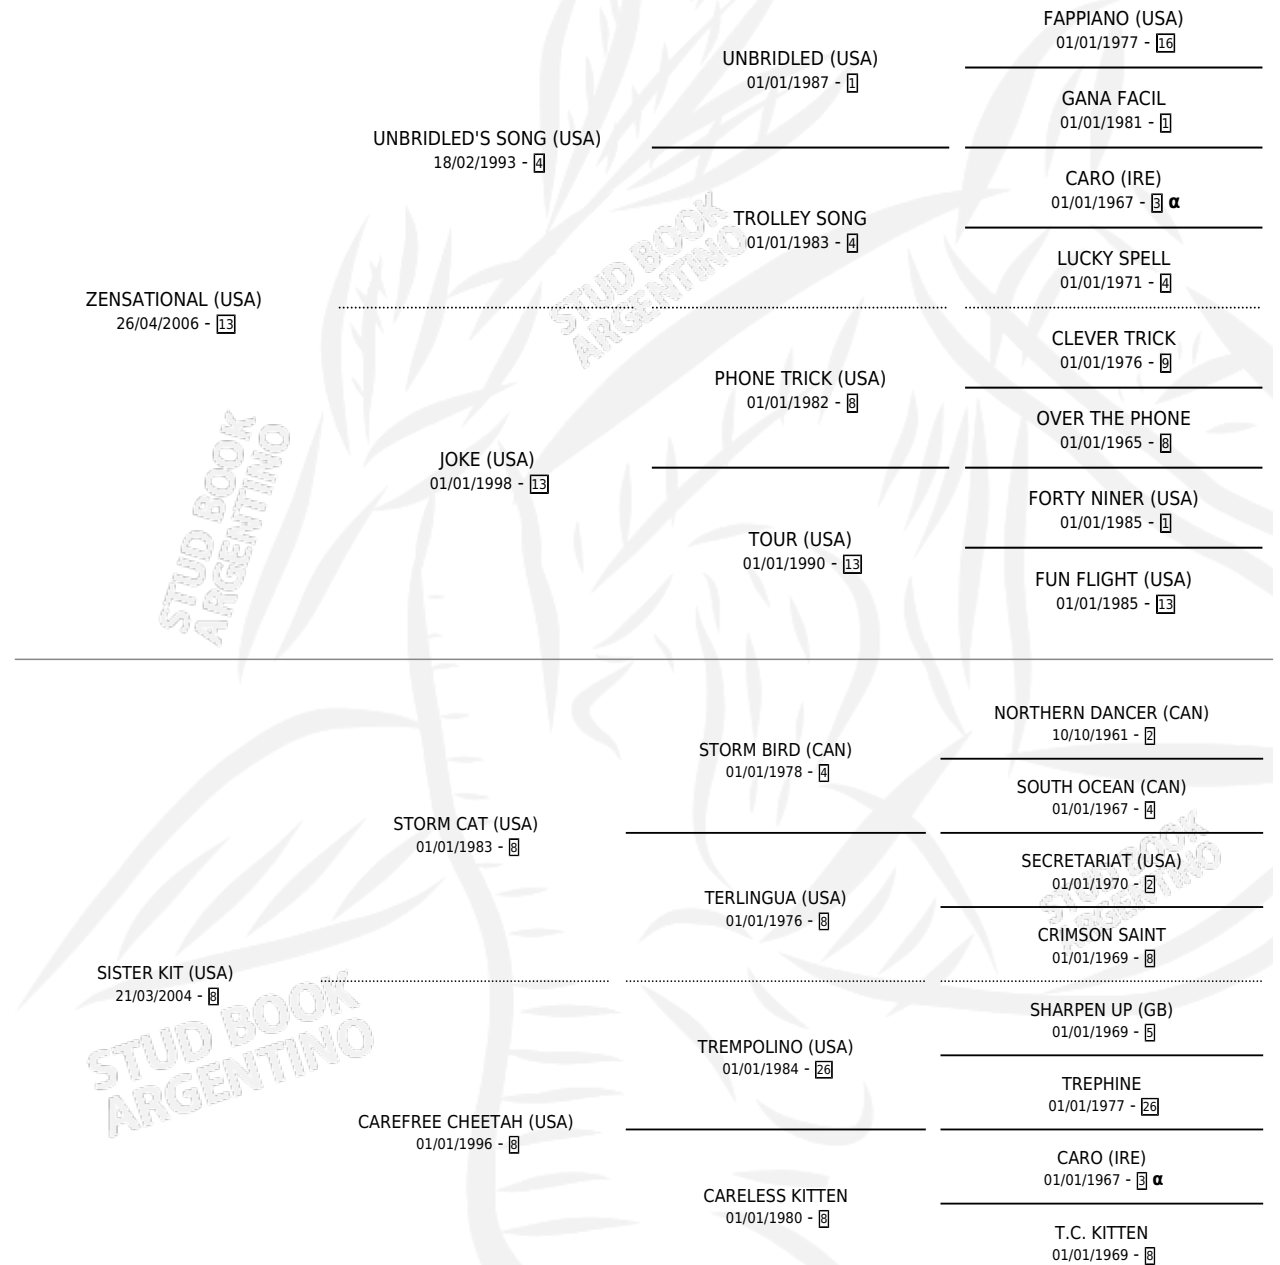 FAPPIANO (USA)
01/01/1977 - 16
UNBRIDLED (USA)
01/01/1987 - 1
GANA FACIL
01/01/1981 - 1
UNBRIDLED'S SONG (USA)
18/02/1993 - 4
CARO (IRE)
01/01/1967 - 3 α
TROLLEY SONG
01/01/1983 - 4
LUCKY SPELL
01/01/1971 - 4
STUD BOOK
ARGENTINO
ZENSATIONAL (USA)
26/04/2006 - 13
CLEVER TRICK
01/01/1976 - 9
PHONE TRICK (USA)
01/01/1982 - 8
OVER THE PHONE
01/01/1965 - 8
JOKE (USA)
01/01/1998 - 13
FORTY NINER (USA)
01/01/1985 - 1
TOUR (USA)
01/01/1990 - 13
FUN FLIGHT (USA)
01/01/1985 - 13
STUD BOOK
ARGENTINO
NORTHERN DANCER (CAN)
10/10/1961 - 2
STORM BIRD (CAN)
01/01/1978 - 4
SOUTH OCEAN (CAN)
01/01/1967 - 4
STORM CAT (USA)
01/01/1983 - 8
SECRETARIAT (USA)
01/01/1970 - 2
TERLINGUA (USA)
01/01/1976 - 8
CRIMSON SAINT
01/01/1969 - 8
STUD BOOK
ARGENTINO
SISTER KIT (USA)
21/03/2004 - 8
SHARPEN UP (GB)
01/01/1969 - 5
TREMPOLINO (USA)
01/01/1984 - 26
TREPHINE
01/01/1977 - 26
CAREFREE CHEETAH (USA)
01/01/1996 - 8
CARO (IRE)
01/01/1967 - 3 α
CARELESS KITTEN
01/01/1980 - 8
T.C. KITTEN
01/01/1969 - 8
STUD BOOK
ARGENTINO